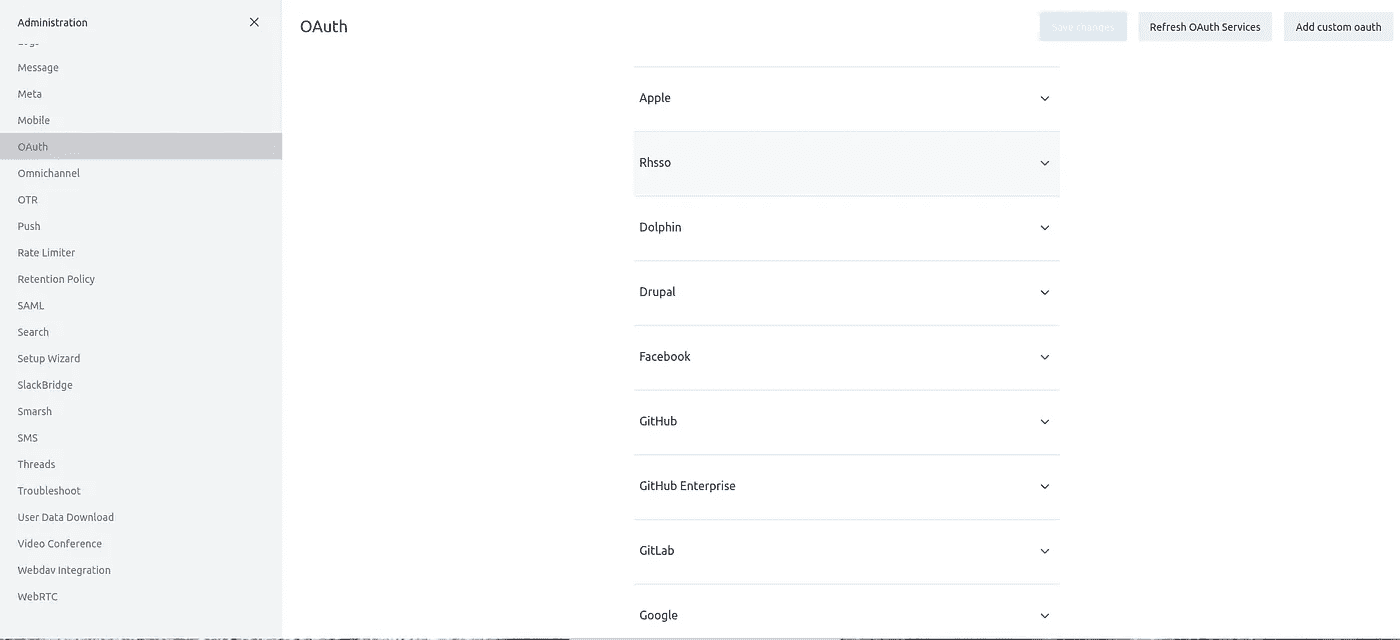 Administration
Logs
Message
Meta
Mobile
OAuth
Omnichannel
OTR
Push
Rate Limiter
Retention Policy
SAML
Search
Setup Wizard
SlackBridge
Smarsh
SMS
Threads
Troubleshoot
User Data Download
Video Conference
Webdav Integration
WebRTC
OAuth
Save changes
Refresh OAuth Services
Add custom oauth
Apple
Rhsso
Dolphin
Drupal
Facebook
GitHub
GitHub Enterprise
GitLab
Google